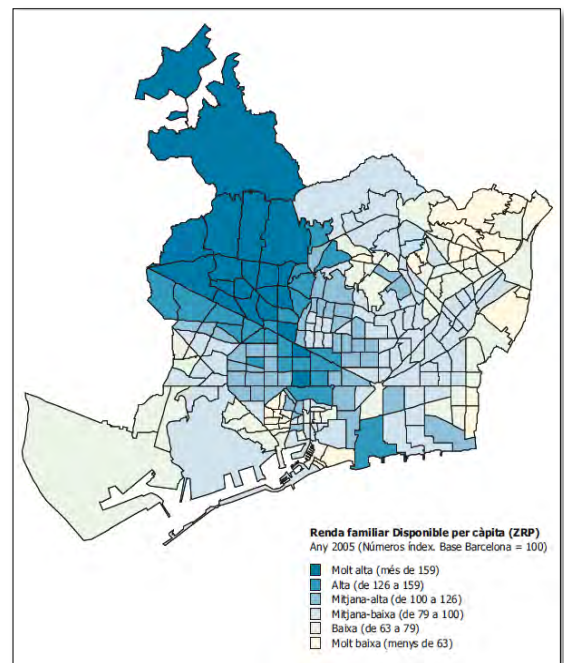 Renda familiar Disponible per càpita (ZRP)
Any 2005 (Números índex. Base Barcelona = 100)
Molt alta (més de 159)
Alta (de 126 a 159)
Mitjana-alta (de 100 a 126)
Mitjana-baixa (de 79 a 100)
Baixa (de 63 a 79)
Molt baixa (menys de 63)